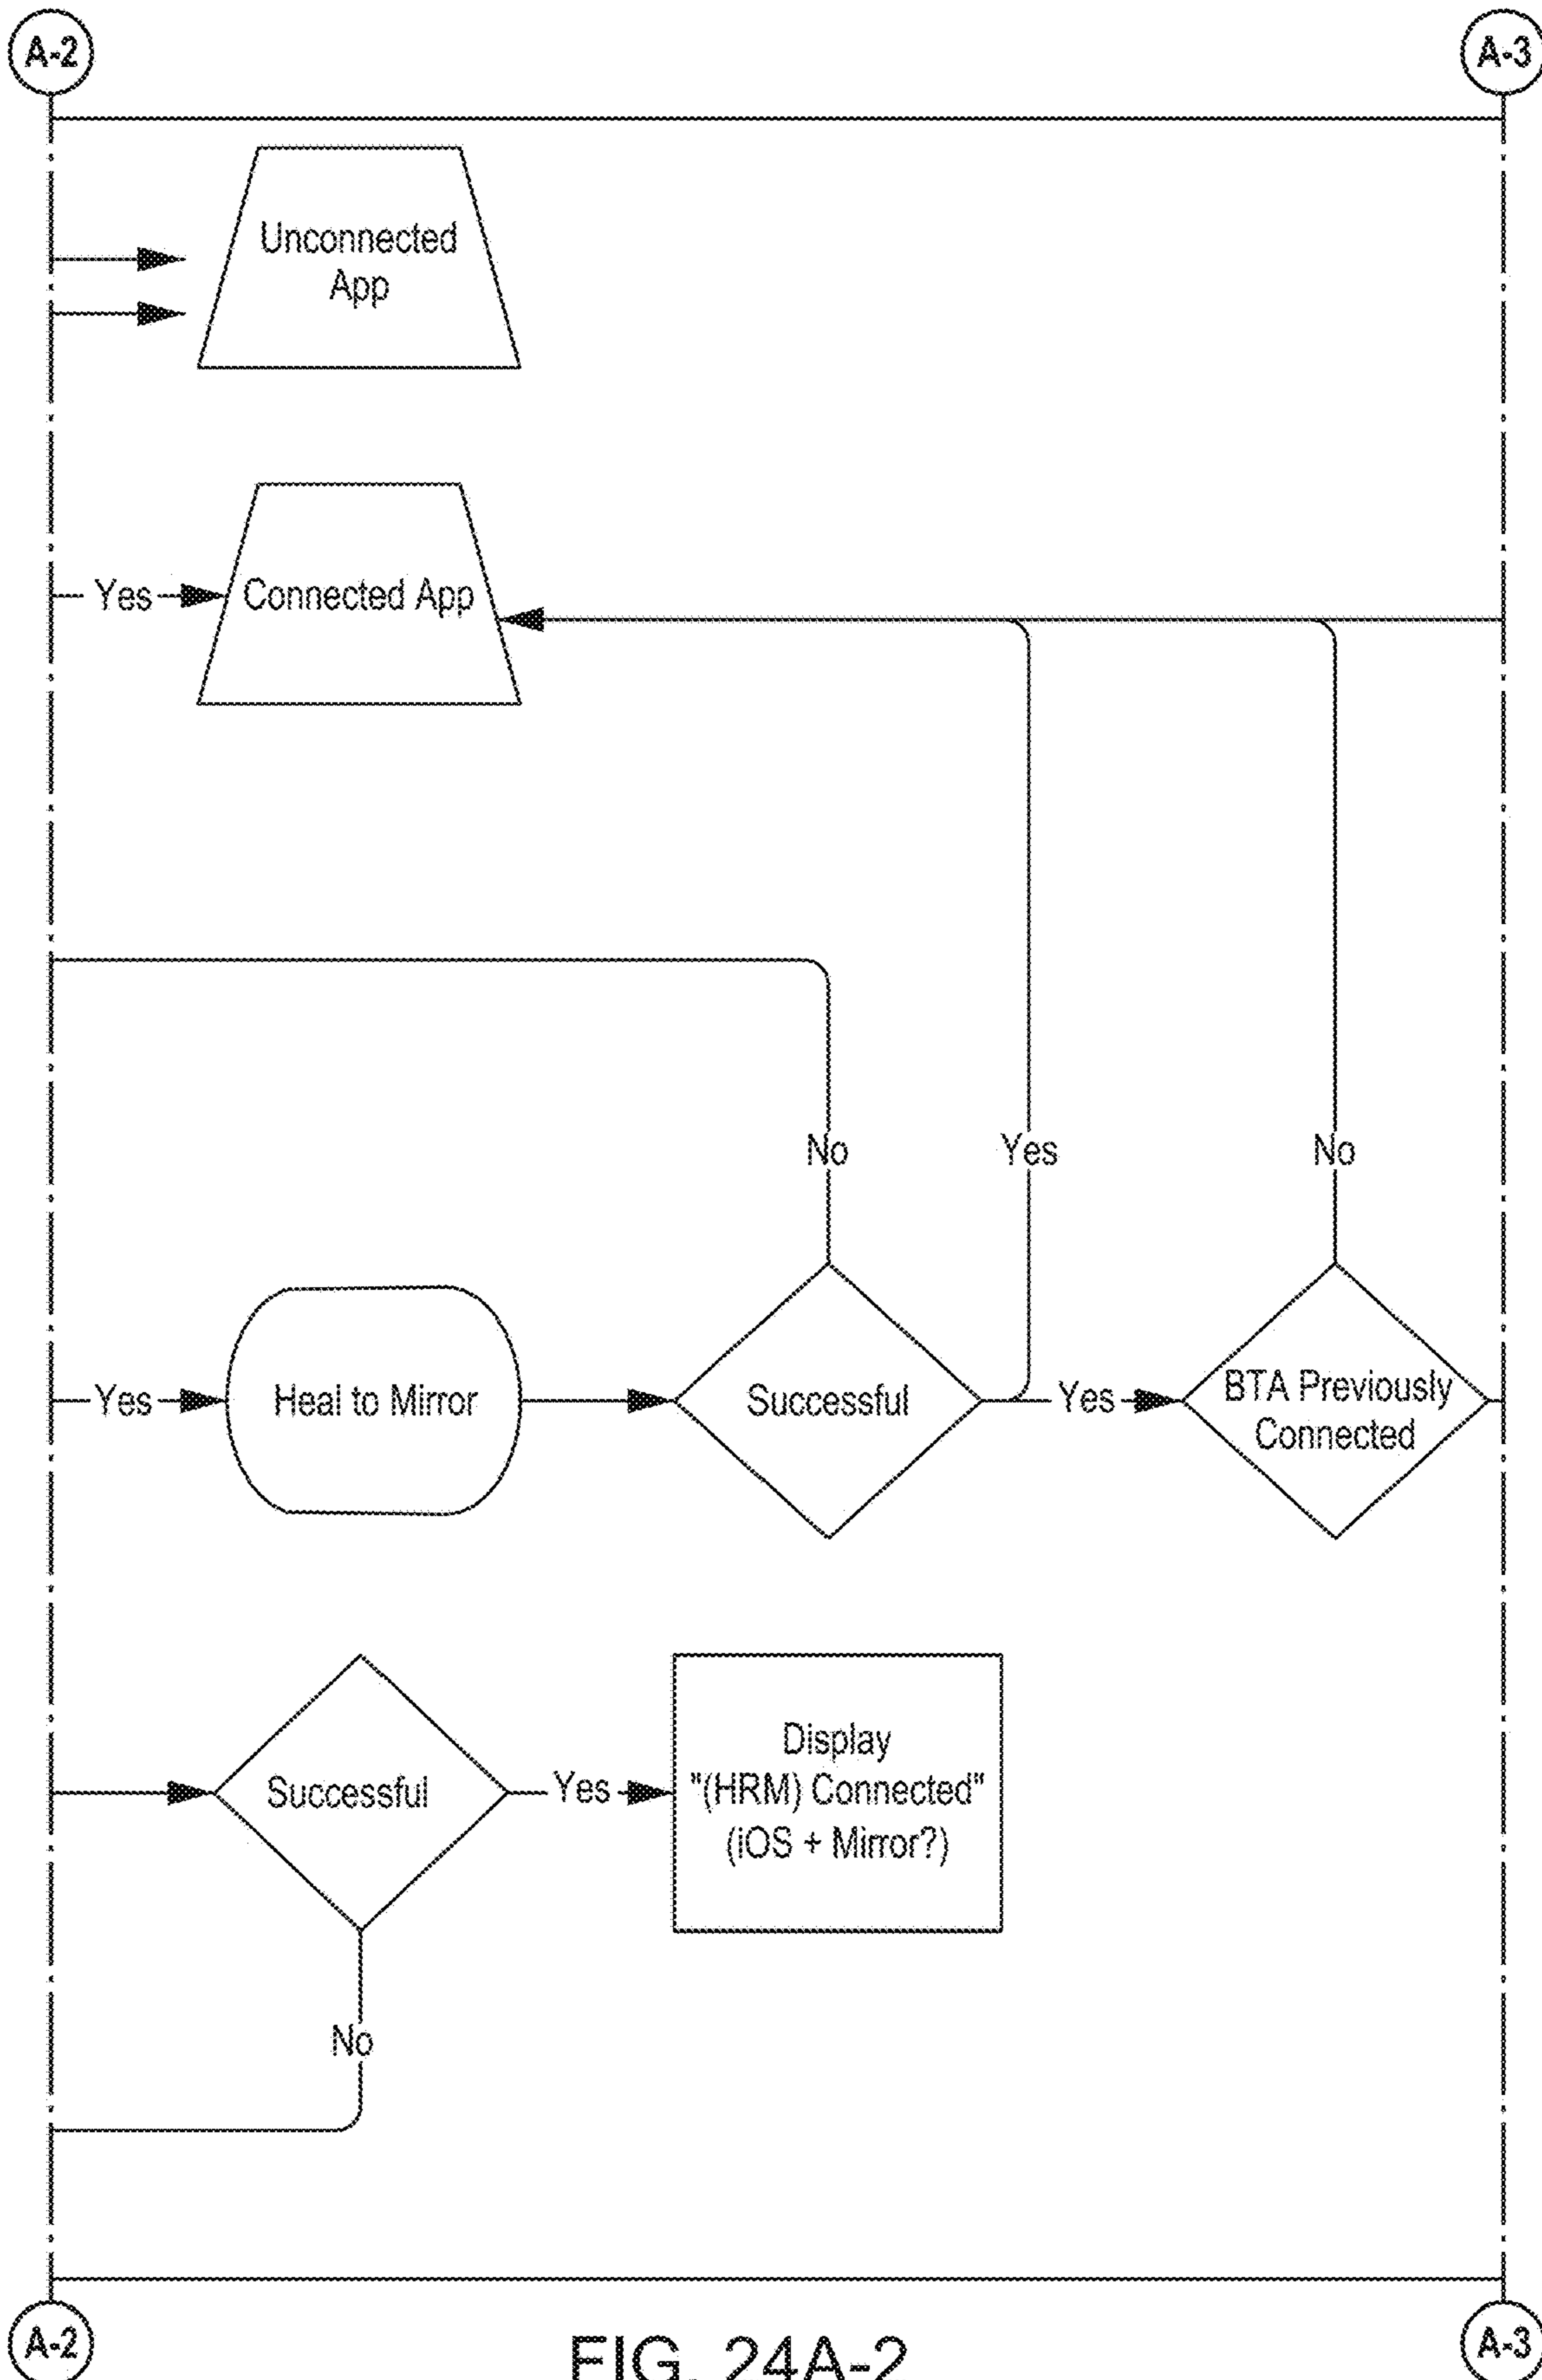 A-2
A-3
Unconnected
App
Yes
Connected App
No
Yes
No
Yes
Heal to Mirror
Successful
Yes
BTA Previously
Connected
Successful
Yes
Display
"(HRM) Connected"
(iOS + Mirror?)
No
A-2
A-3
FIG. 24A-2